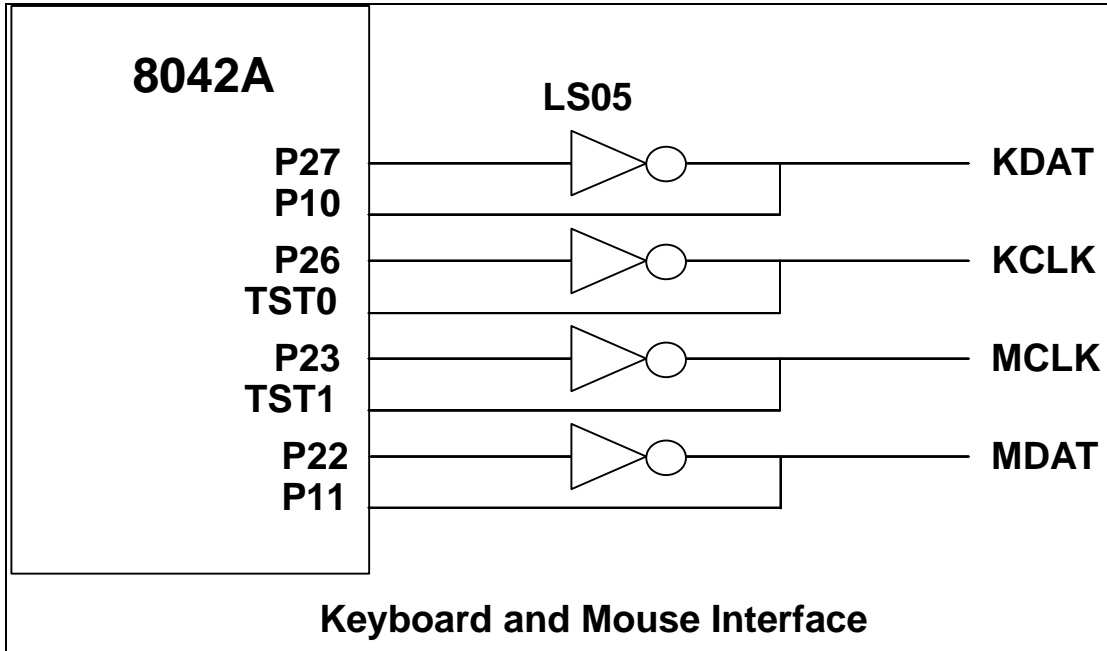 8042A
LS05
P27
KDAT
P10
P26
KCLK
TST0
P23
MCLK
TST1
P22
MDAT
P11
Keyboard and Mouse Interface